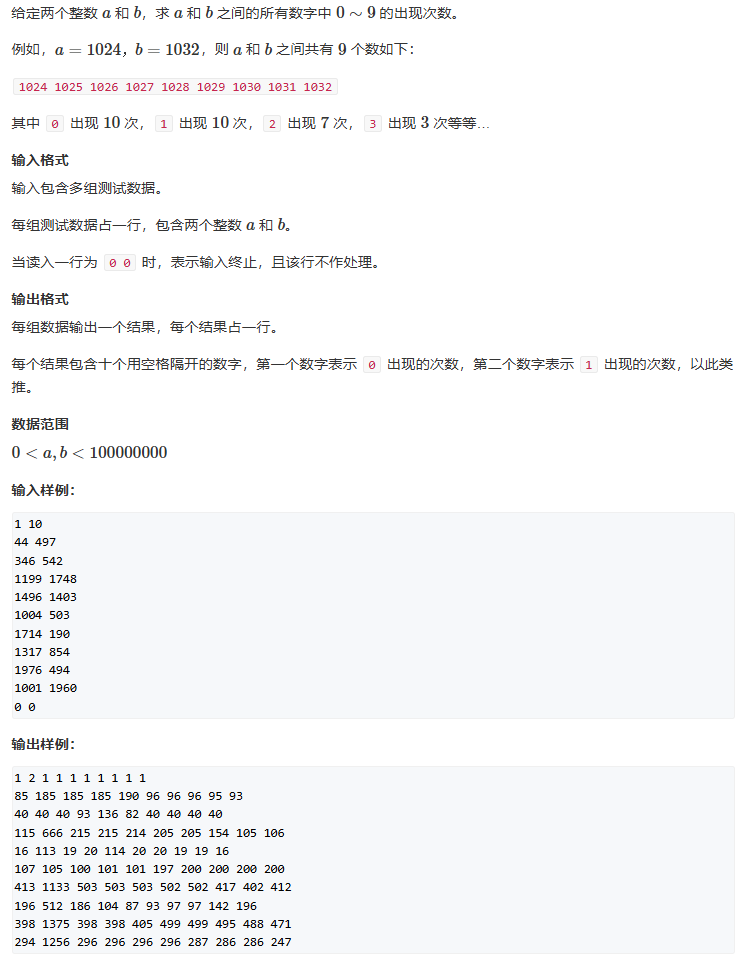 给定两个整数 a 和 b，求 a 和 b 之间的所有数字中 0 ~ 9 的出现次数。
例如，a = 1024，b = 1032，则 a 和 b 之间共有 9 个数如下：
1024 1025 1026 1027 1028 1029 1030 1031 1032
其中 0 出现 10 次， 1 出现 10 次， 2 出现 7 次， 3 出现 3 次等等…
输入格式
输入包含多组测试数据。
每组测试数据占一行，包含两个整数 a 和 b。
当读入一行为 0 0 时，表示输入终止，且该行不作处理。
输出格式
每组数据输出一个结果，每个结果占一行。
每个结果包含十个用空格隔开的数字，第一个数字表示 0 出现的次数，第二个数字表示 1 出现的次数，以此类
推。
数据范围
0 < a, b < 100000000
输入样例：
1 10
44 497
346 542
1199 1748
1496 1403
1004 503
1714 190
1317 854
1976 494
1001 1960
0 0
输出样例：
1 2 1 1 1 1 1 1 1 1
85 185 185 185 190 96 96 96 95 93
40 40 40 93 136 82 40 40 40 40
115 666 215 215 214 205 205 154 105 106
16 113 19 20 114 20 20 19 19 16
107 105 100 101 101 197 200 200 200 200
413 1133 503 503 503 502 502 417 402 412
196 512 186 104 87 93 97 97 142 196
398 1375 398 398 405 499 499 495 488 471
294 1256 296 296 296 296 287 286 286 247